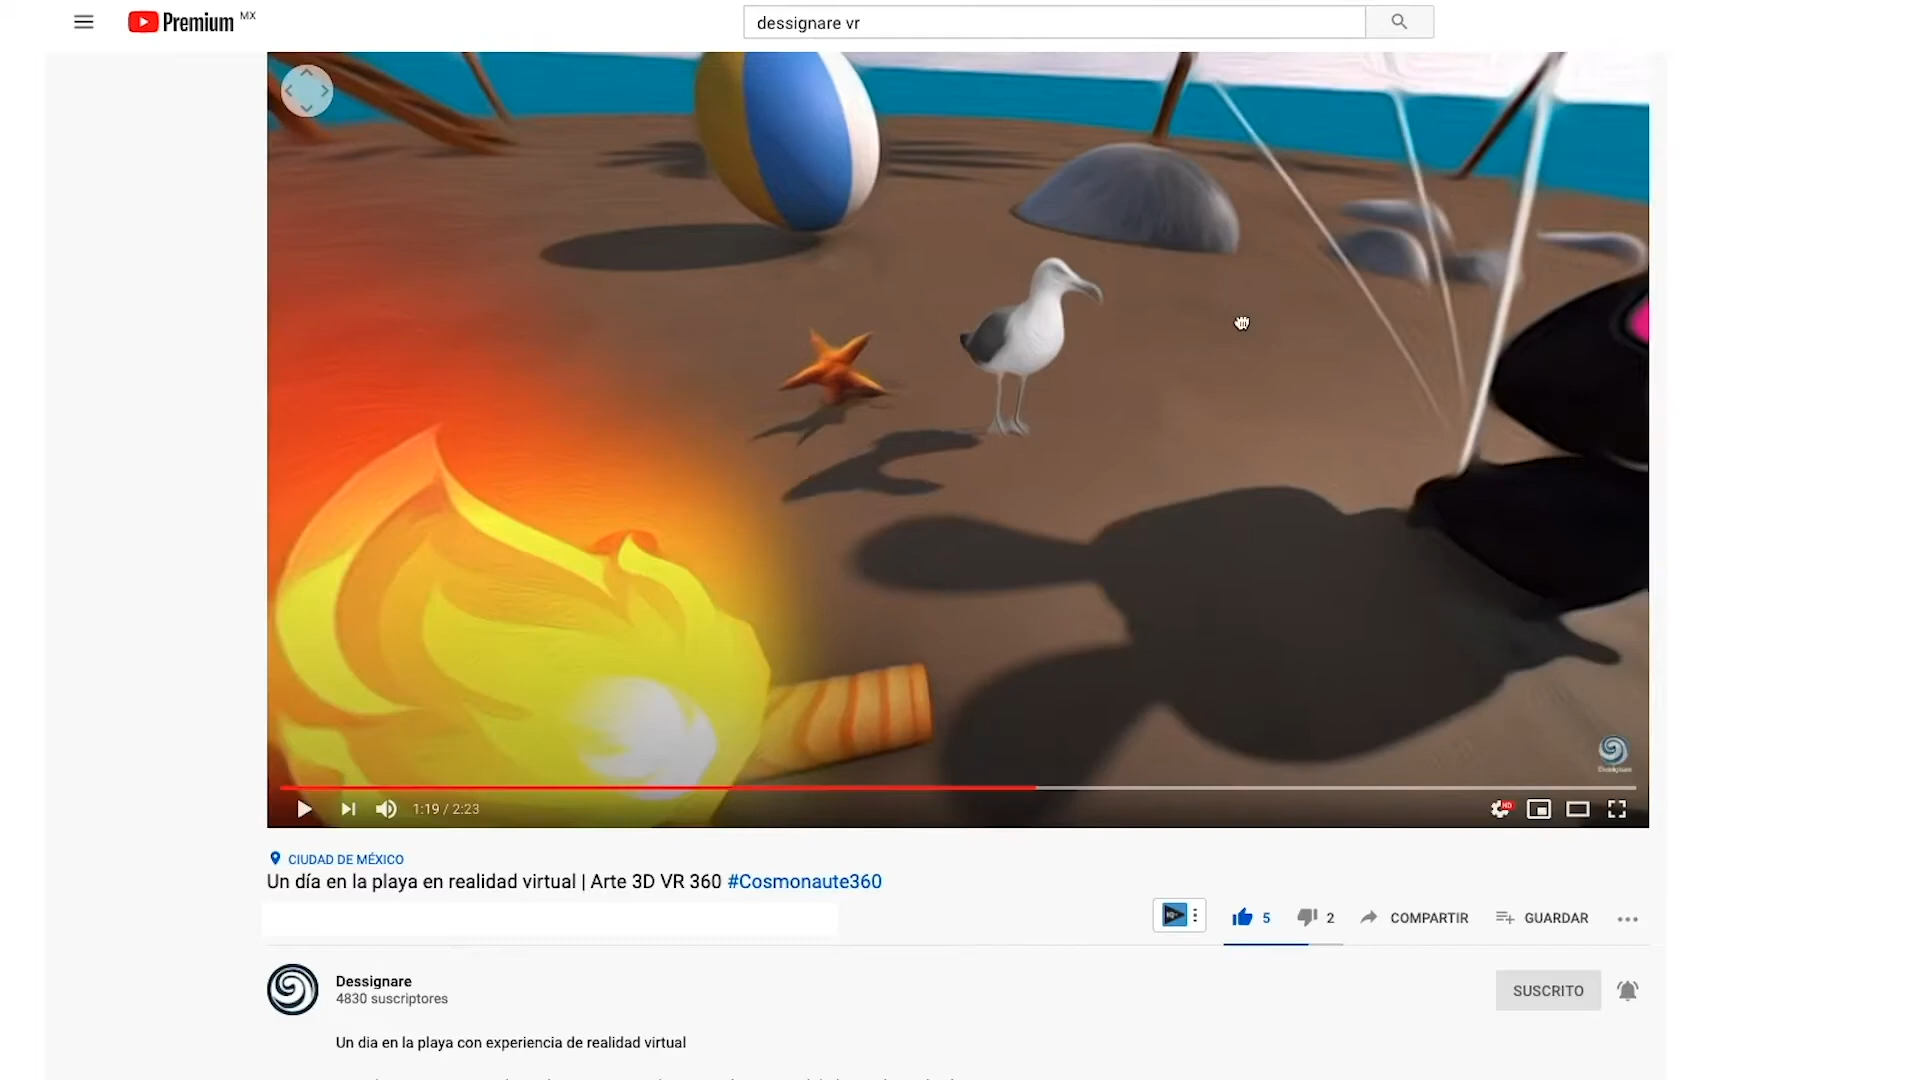 Premium MX
dessignare vr
Dessignare
1:19 / 2:23
HD
CIUDAD DE MÉXICO
Un día en la playa en realidad virtual | Arte 3D VR 360 #Cosmonaute360
5
2
COMPARTIR
GUARDAR
Dessignare
4830 suscriptores
SUSCRITO
Un dia en la playa con experiencia de realidad virtual